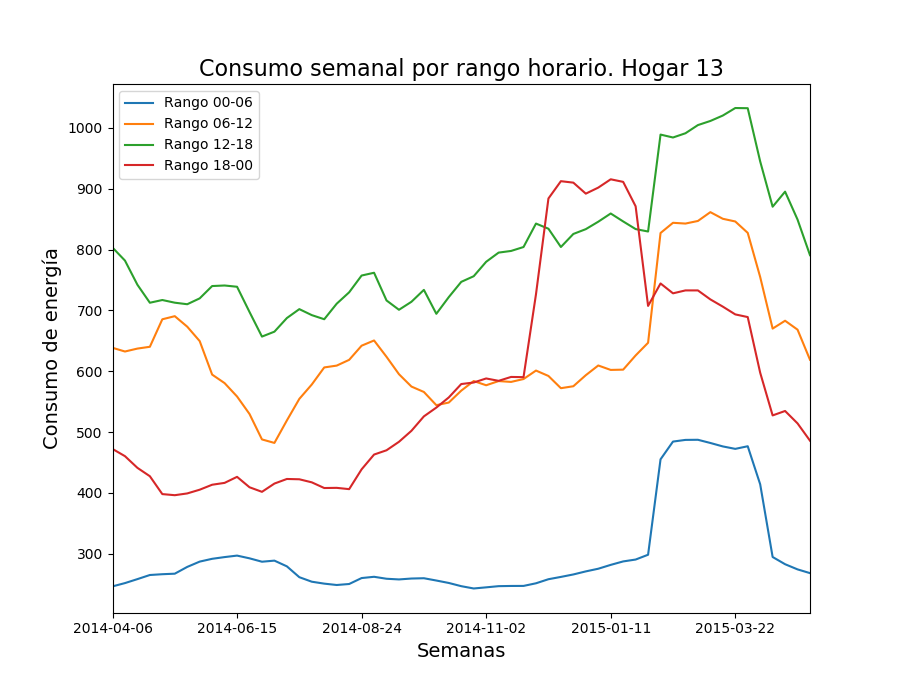 Consumo semanal por rango horario. Hogar 13
Rango 00-06
Rango 06-12
Rango 12-18
Rango 18-00
1000
900
800
700
600
500
400
300
Consumo de energía
2014-04-06 2014-06-15 2014-08-24 2014-11-02 2015-01-11 2015-03-22
Semanas